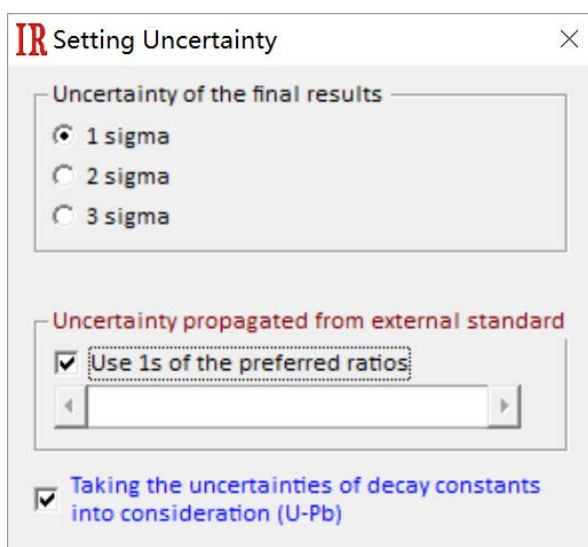 IR Setting Uncertainty
Uncertainty of the final results
1 sigma
2 sigma
3 sigma
Uncertainty propagated from external standard
Use 1s of the preferred ratios
Taking the uncertainties of decay constants
into consideration (U-Pb)